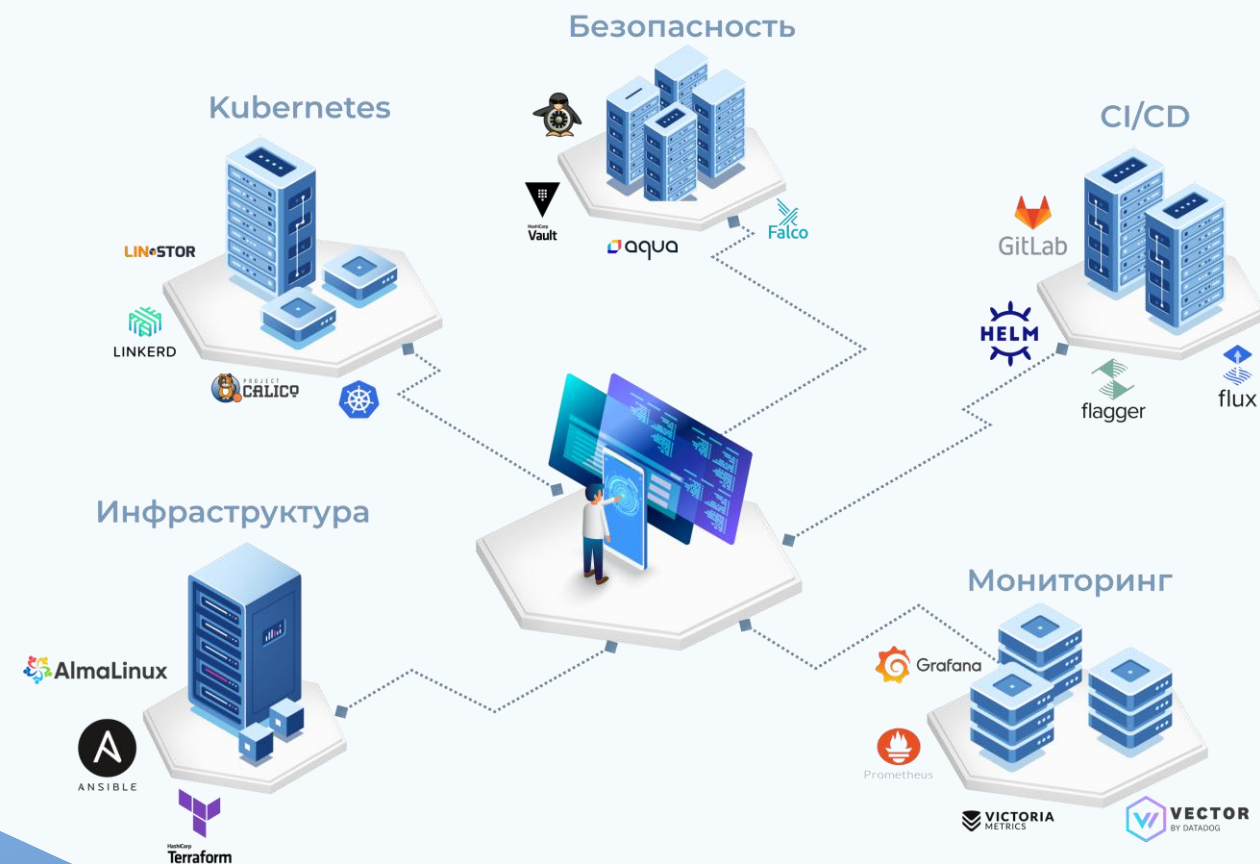 Безопасность
Kubernetes
CI/CD
HashiCorp
Vault
aqua
Falco
GitLab
LINSTOR
LINKERD
PROJECT
CALICO
HELM
flagger
flux
Инфраструктура
AlmaLinux
ANSIBLE
HashiCorp
Terraform
Мониторинг
Grafana
Prometheus
VICTORIA
METRICS
VECTOR
BY DATADOG